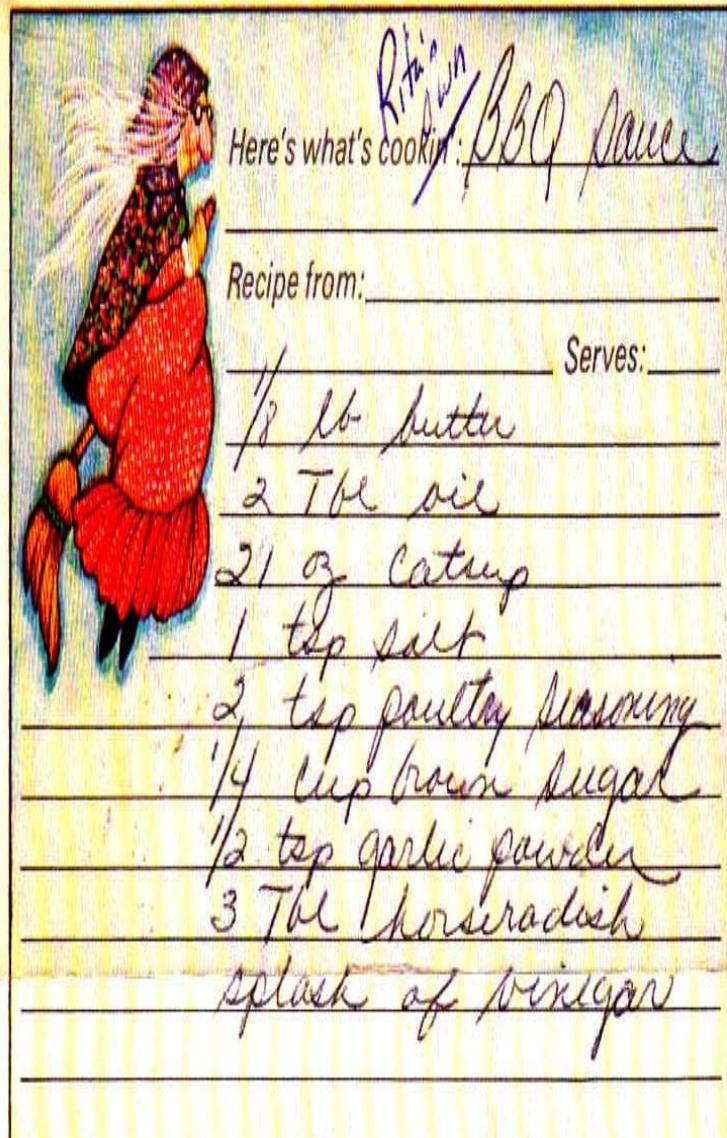 Rita's
own
Here's what's cookin': BBQ Sauce
Recipe from:
Serves:
1/8 lb butter
2 Tbl oil
21 oz catsup
1 tsp salt
2 tsp poultry seasoning
1/4 cup brown sugar
1/2 tsp garlic powder
3 Tbl horseradish
splash of vinegar